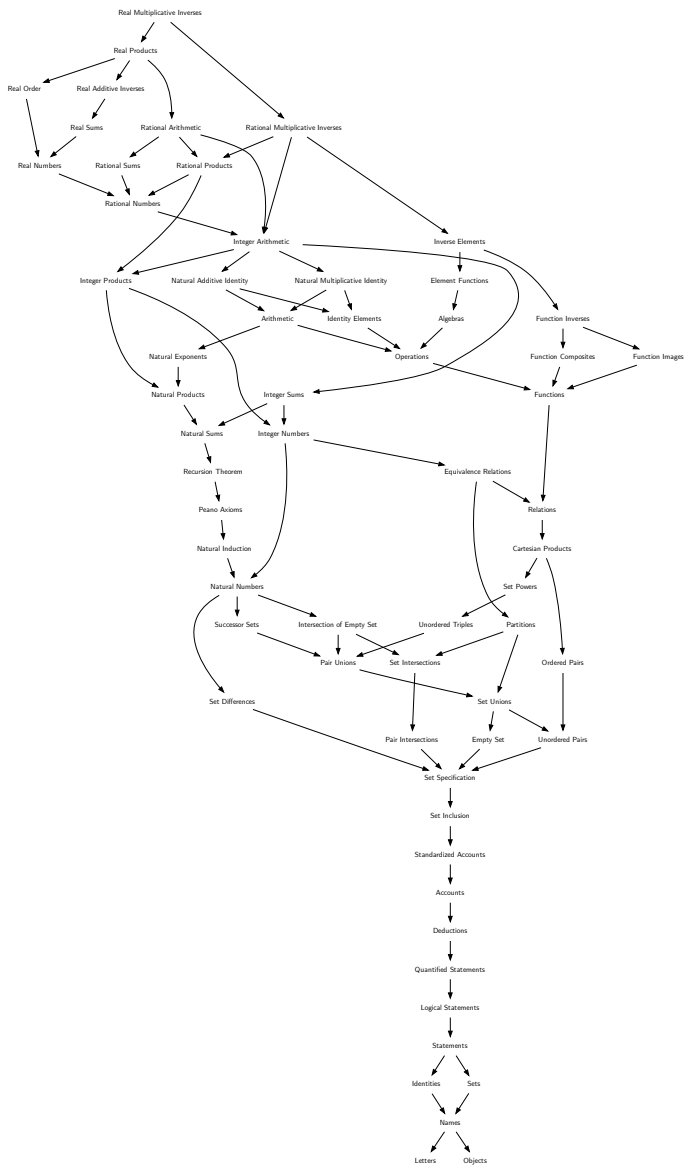 Real Multiplicative Inverses
Real Products
Real Order
Real Additive Inverses
Real Sums
Rational Arithmetic
Rational Multiplicative Inverses
Real Numbers
Rational Sums
Rational Products
Rational Numbers
Integer Arithmetic
Inverse Elements
Integer Products
Natural Additive Identity
Natural Multiplicative Identity
Element Functions
Arithmetic
Identity Elements
Algebras
Function Inverses
Natural Exponents
Operations
Function Composites
Function Images
Natural Products
Integer Sums
Functions
Natural Sums
Integer Numbers
Recursion Theorem
Equivalence Relations
Peano Axioms
Relations
Natural Induction
Cartesian Products
Natural Numbers
Set Powers
Successor Sets
Intersection of Empty Set
Unordered Triples
Partitions
Pair Unions
Set Intersections
Ordered Pairs
Set Differences
Set Unions
Pair Intersections
Empty Set
Unordered Pairs
Set Specification
Set Inclusion
Standardized Accounts
Accounts
Deductions
Quantified Statements
Logical Statements
Statements
Identities
Sets
Names
Letters
Objects